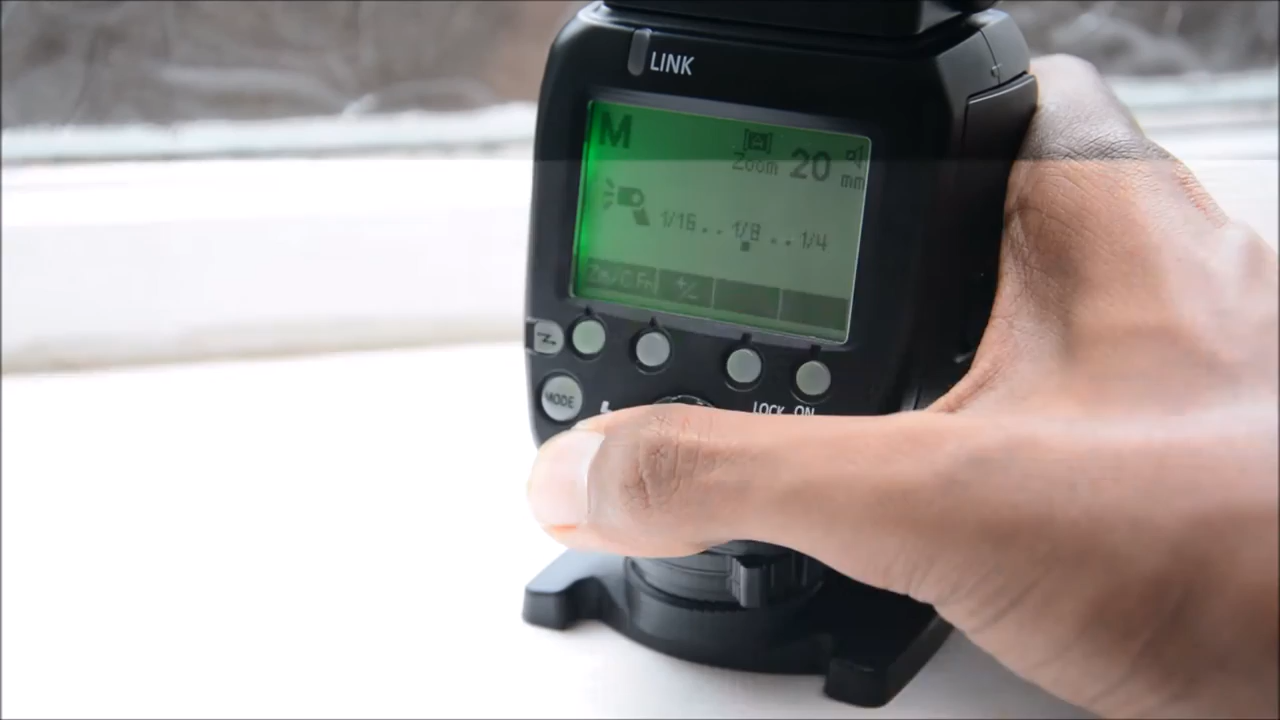 LINK
M
Zoom 20 mm
1/16 .. 1/8 .. 1/4
Zm/C.Fn +/-
MODE
LOCK ON